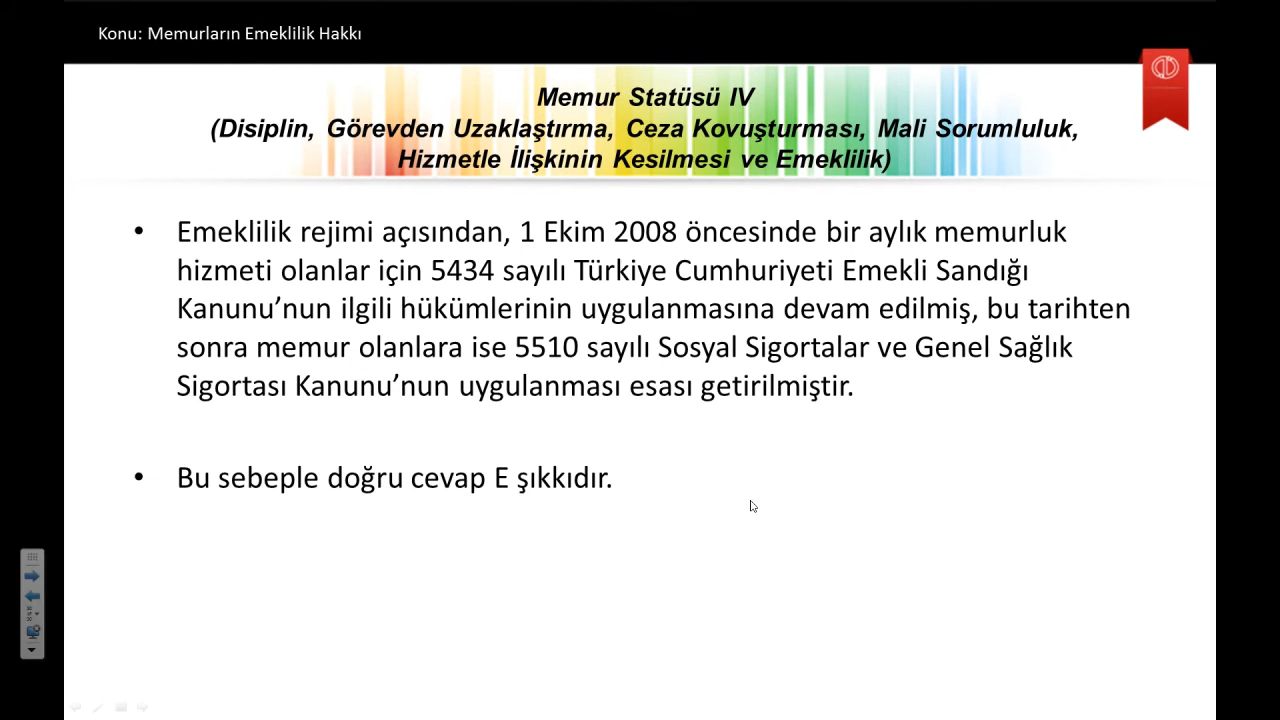 Konu: Memurların Emeklilik Hakkı
Memur Statüsü IV
(Disiplin, Görevden Uzaklaştırma, Ceza Kovuşturması, Mali Sorumluluk,
Hizmetle İlişkinin Kesilmesi ve Emeklilik)
• Emeklilik rejimi açısından, 1 Ekim 2008 öncesinde bir aylık memurluk
hizmeti olanlar için 5434 sayılı Türkiye Cumhuriyeti Emekli Sandığı
Kanunu’nun ilgili hükümlerinin uygulanmasına devam edilmiş, bu tarihten
sonra memur olanlara ise 5510 sayılı Sosyal Sigortalar ve Genel Sağlık
Sigortası Kanunu’nun uygulanması esası getirilmiştir.
• Bu sebeple doğru cevap E şıkkıdır.